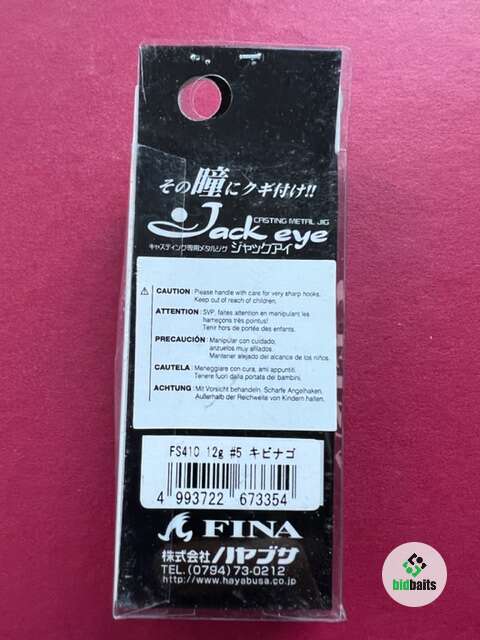 その瞳にクギ付け!!
CASTING METAL JIG
Jack eye
キャスティング専用メタルジグ ジャックアイ
CAUTION : Please handle with care for very sharp hooks.
Keep out of reach of children.
ATTENTION : SVP, faites attention en manipulant les
hameçons très pointus!
Tenir hors de portée des enfants.
PRECAUCIÓN : Manipular con cuidado,
anzuelos muy afilados.
Mantener alejado del alcance de los niños.
CAUTELA : Maneggiare con cura, ami appuntiti.
Tenere fuori dalla portata dei bambini.
ACHTUNG : Mit Vorsicht behandeln. Scharfe Angelhaken.
Außerhalb der Reichweite von Kindern halten.
FS410 12g #5 キビナゴ
4 993722 673354
FINA
株式会社ハヤブサ
TEL.(0794)73-0212
http://www.hayabusa.co.jp
bidbaits